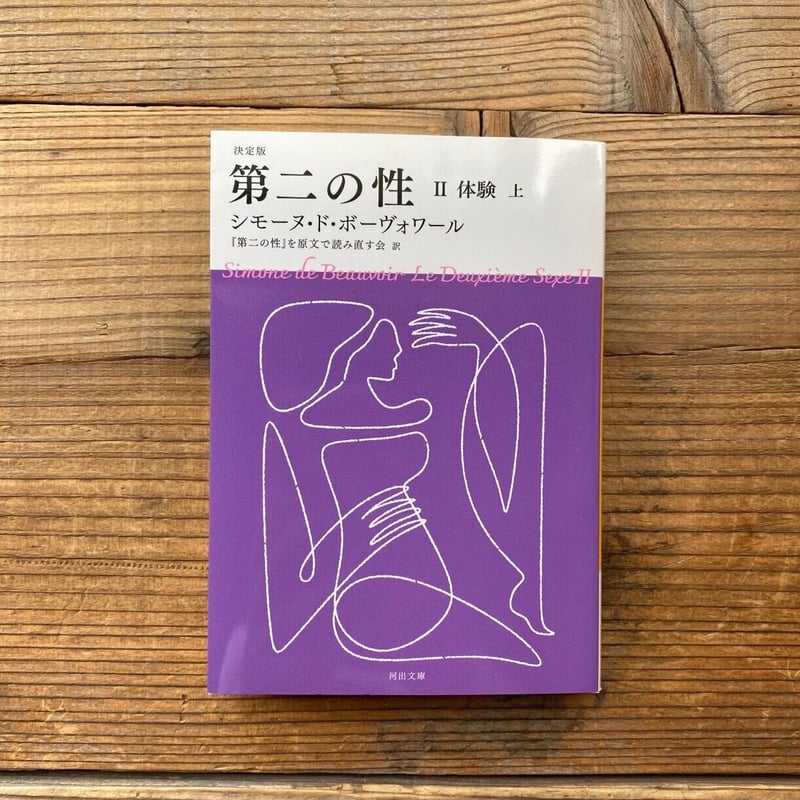 決定版
第二の性 II 体験 上
シモーヌ・ド・ボーヴォワール
『第二の性』を原文で読み直す会 訳
Simone de Beauvoir Le Deuxième Sexe II
河出文庫